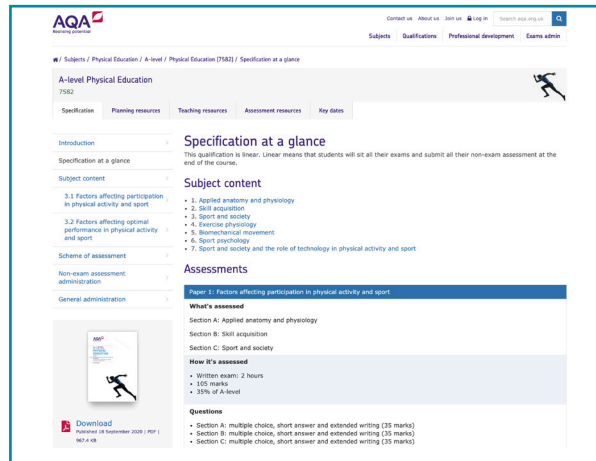 AQA
Realising potential
Contact us About us Join us Log in Search aqa.org.uk
Subjects Qualifications Professional development Exams admin
/ Subjects / Physical Education / A-level / Physical Education (7582) / Specification at a glance
A-level Physical Education
7582
Specification Planning resources Teaching resources Assessment resources Key dates
Introduction
Specification at a glance
Subject content
3.1 Factors affecting participation
in physical activity and sport
3.2 Factors affecting optimal
performance in physical activity
and sport
Scheme of assessment
Non-exam assessment
administration
General administration
AQA
Download
Published 16 September 2020 | PDF |
967.4 KB
Specification at a glance
This qualification is linear. Linear means that students will sit all their exams and submit all their non-exam assessment at the
end of the course.
Subject content
• 1. Applied anatomy and physiology
• 2. Skill acquisition
• 3. Sport and society
• 4. Exercise physiology
• 5. Biomechanical movement
• 6. Sport psychology
• 7. Sport and society and the role of technology in physical activity and sport
Assessments
Paper 1: Factors affecting participation in physical activity and sport
What's assessed
Section A: Applied anatomy and physiology
Section B: Skill acquisition
Section C: Sport and society
How it's assessed
• Written exam: 2 hours
• 105 marks
• 35% of A-level
Questions
• Section A: multiple choice, short answer and extended writing (35 marks)
• Section B: multiple choice, short answer and extended writing (35 marks)
• Section C: multiple choice, short answer and extended writing (35 marks)